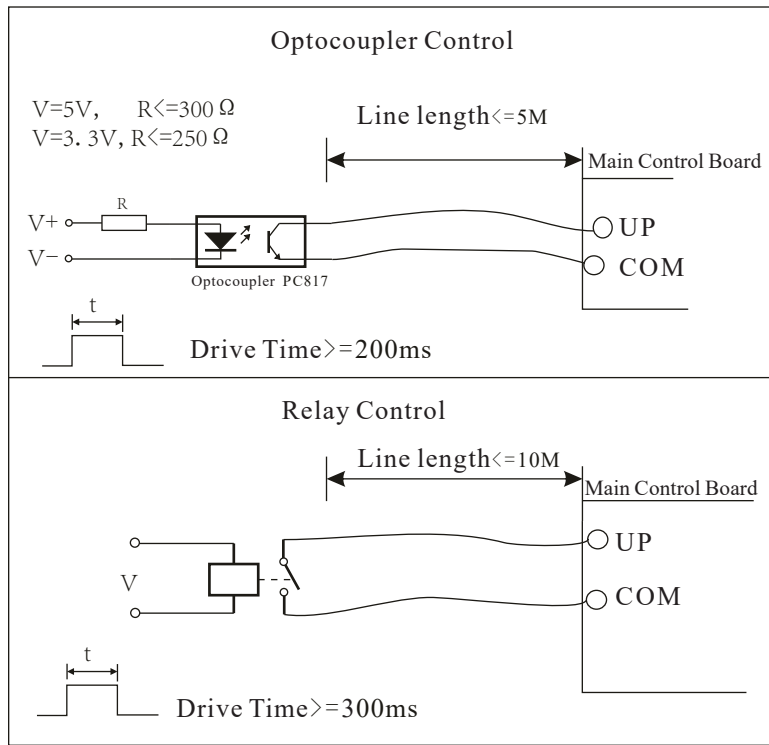 Optocoupler Control
V=5V, R<=300 Ω
V=3.3V, R<=250 Ω
Line length<=5M
Main Control Board
R
V+
V−
UP
COM
Optocoupler PC817
t
Drive Time>=200ms
Relay Control
Line length<=10M
Main Control Board
UP
V
COM
t
Drive Time>=300ms